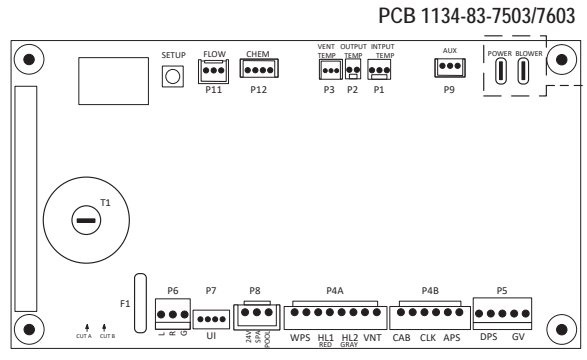 PCB 1134-83-7503/7603
SETUP FLOW CHEM VENT TEMP OUTPUT TEMP INTPUT TEMP AUX POWER BLOWER
P11 P12 P3 P2 P1 P9
T1
F1 P6 P7 P8 P4A P4B P5
CUT A CUT B L R G UI 24V SPA POOL WPS HL1 HL2 VNT CAB CLK APS DPS GV
RED GRAY